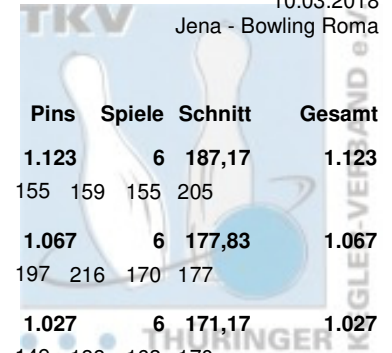 10.03.2018
TKV
Jena - Bowling Roma
Pins Spiele Schnitt Gesamt
1.123 6 187,17 1.123
155 159 155 205
1.067 6 177,83 1.067
197 216 170 177
1.027 6 171,17 1.027
THÜRINGER
KEGLER-VERBAND e.V.